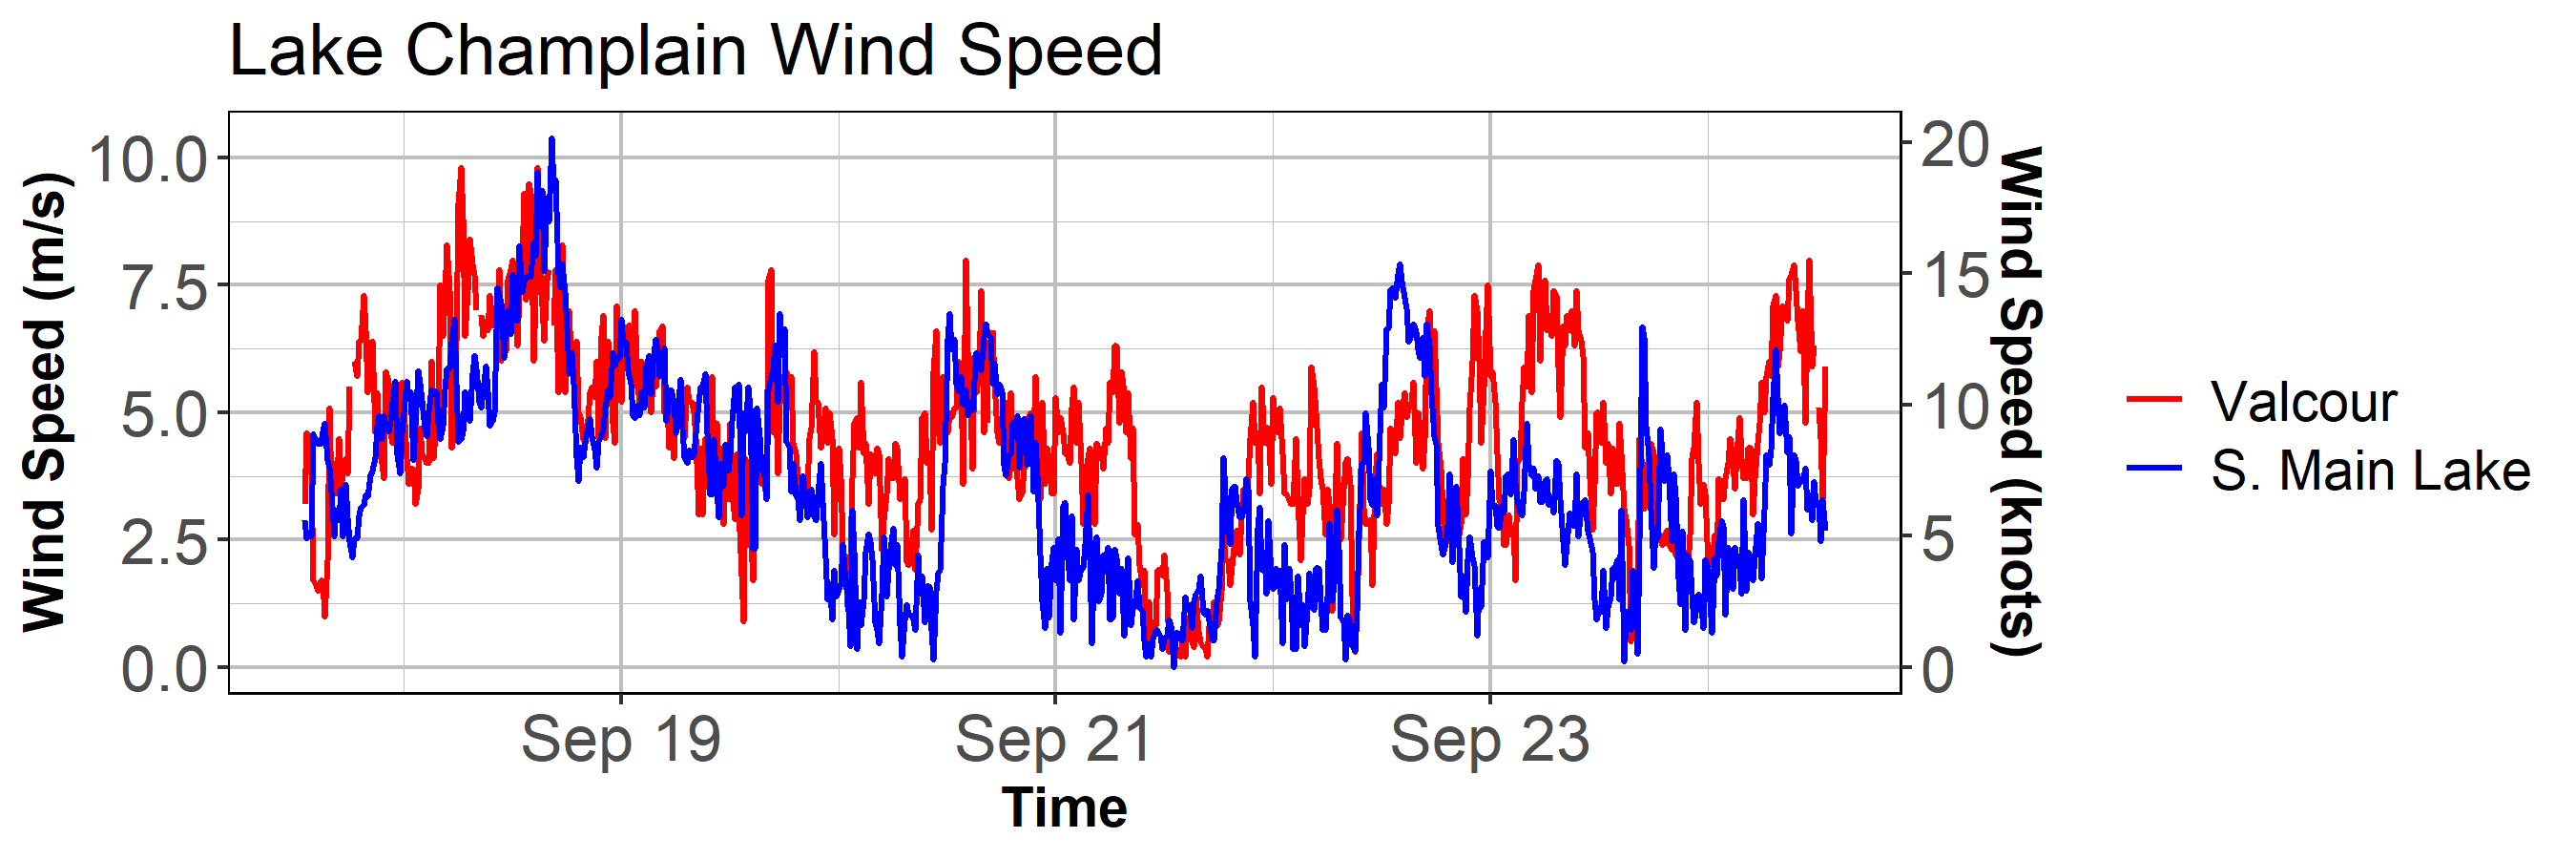 Lake Champlain Wind Speed
Wind Speed (m/s)
10.0
7.5
5.0
2.5
0.0
20
15
10
5
0
Wind Speed (knots)
Sep 19
Sep 21
Sep 23
Time
Valcour
S. Main Lake